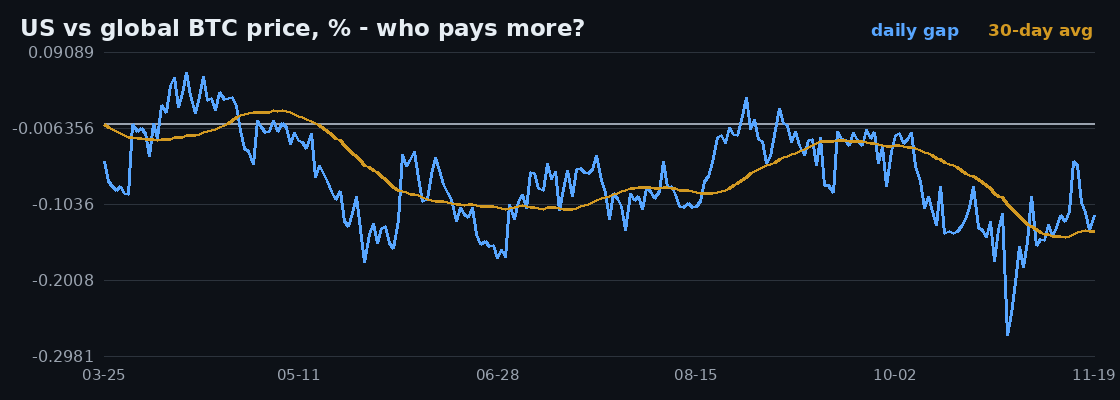 US vs global BTC price, % - who pays more?
daily gap 30-day avg
0.09089
-0.006356
-0.1036
-0.2008
-0.2981
03-25 05-11 06-28 08-15 10-02 11-19